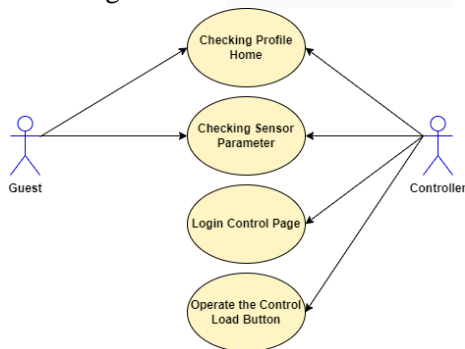 Checking Profile
Home
Checking Sensor
Parameter
Guest
Controller
Login Control Page
Operate the Control
Load Button